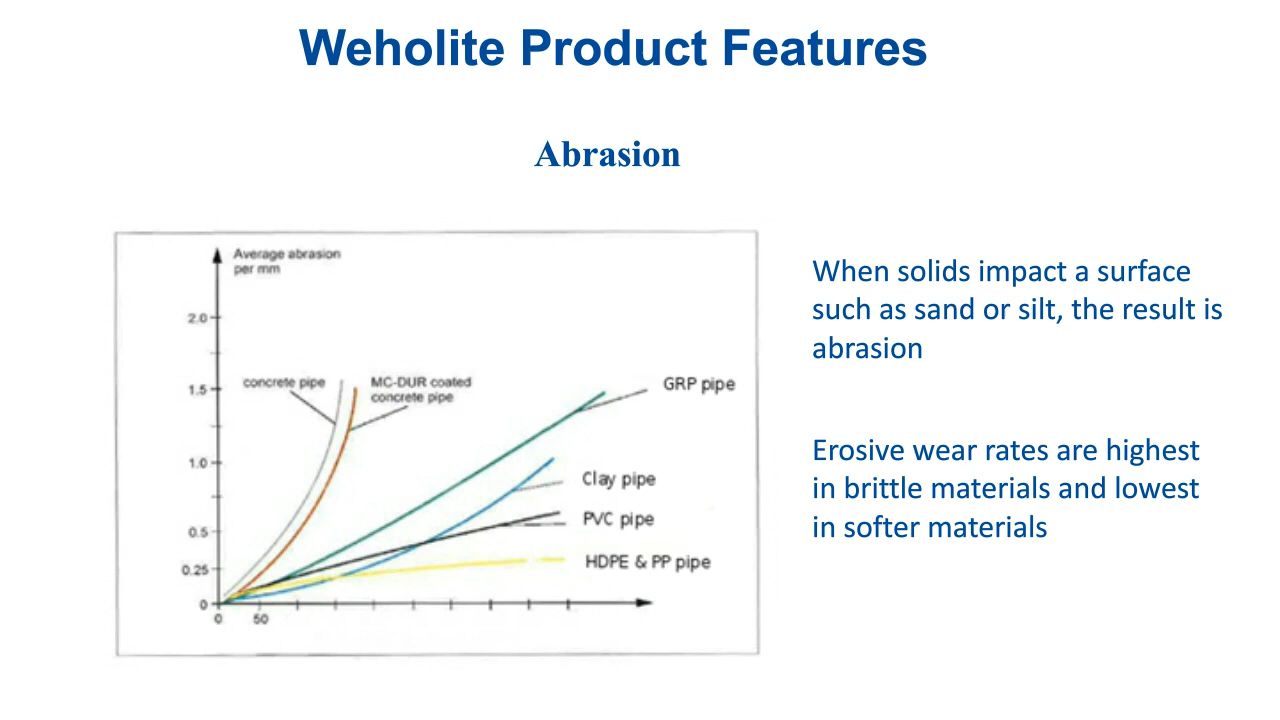 Weholite Product Features
Abrasion
Average abrasion
per mm
2.0
1.5
1.0
0.5
0.25
0
0
50
concrete pipe
MC-DUR coated
concrete pipe
GRP pipe
Clay pipe
PVC pipe
HDPE & PP pipe
When solids impact a surface
such as sand or silt, the result is
abrasion
Erosive wear rates are highest
in brittle materials and lowest
in softer materials